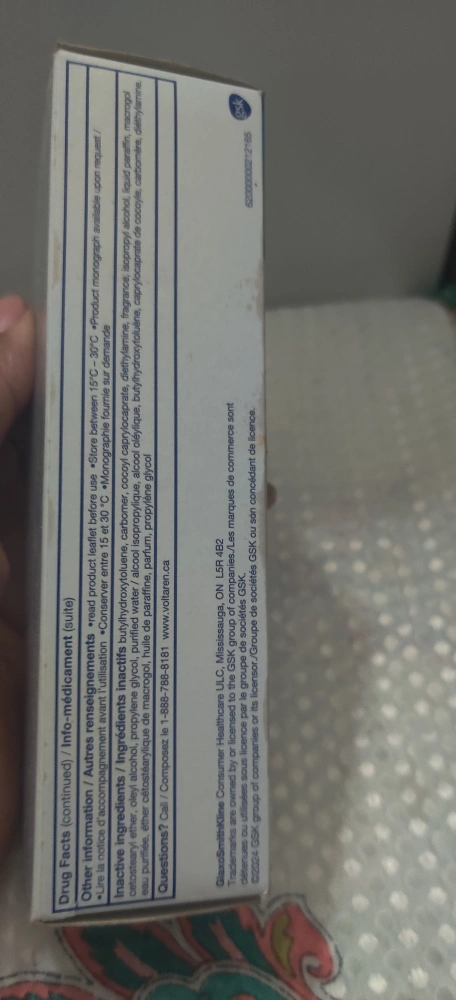 Drug Facts (continued) / Info-médicament (suite)
Other information / Autres renseignements •read product leaflet before use •Store between 15°C - 30°C •Product monograph available upon request /
•Lire la notice d'accompagnement avant l'utilisation •Conserver entre 15 et 30 °C •Monographie fournie sur demande
Inactive ingredients / Ingrédients inactifs butylhydroxytoluene, carbomer, cocoyl caprylocaprate, diethylamine, fragrance, isopropyl alcohol, liquid paraffin, macrogol
cetostearyl ether, oleyl alcohol, propylene glycol, purified water / alcool isopropylique, alcool oléylique, butylhydroxytoluène, caprylocaprate de cocoyle, carbomère, diéthylamine,
eau purifiée, éther cétostéarylique de macrogol, huile de paraffine, parfum, propylène glycol
Questions? Call / Composez le 1-888-788-8181 www.voltaren.ca
GlaxoSmithKline Consumer Healthcare ULC, Mississauga, ON L5R 4B2
Trademarks are owned by or licensed to the GSK group of companies./Les marques de commerce sont
détenues ou utilisées sous licence par le groupe de sociétés GSK.
©2024 GSK group of companies or its licensor./Groupe de sociétés GSK ou son concédant de licence.
gsk